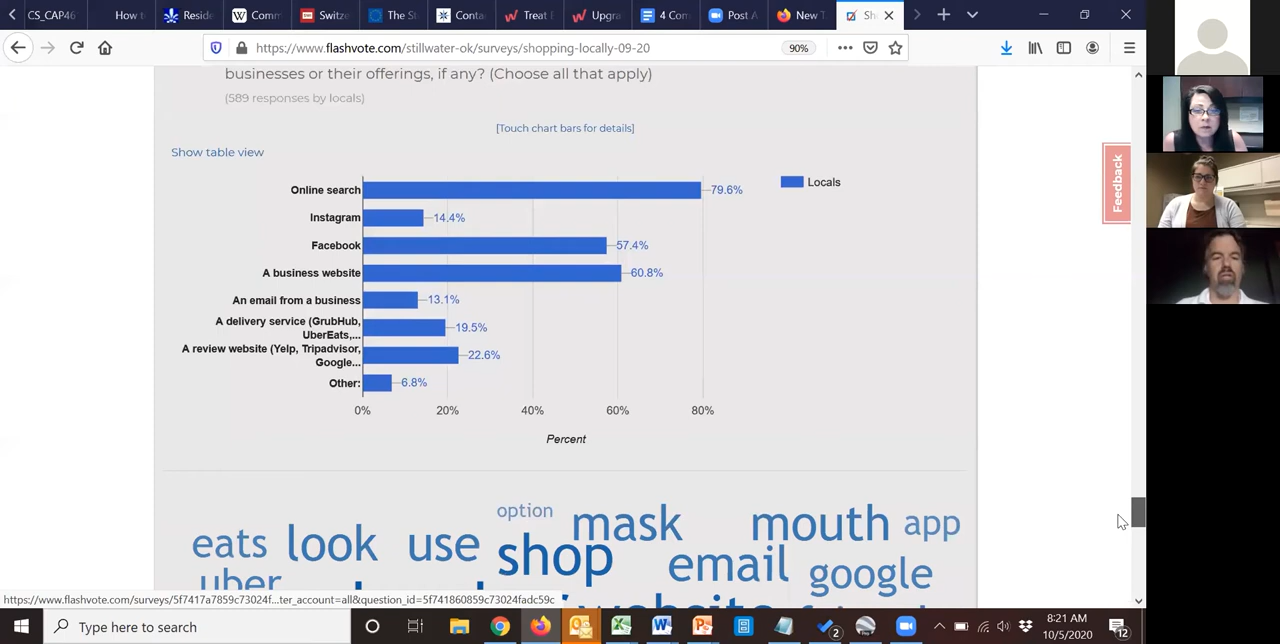 CS_CAP46
How t
Reside
Comm
Switze
The St
Conta
Treat F
Upgra
4 Com
Post A
New T
Sh
https://www.flashvote.com/stillwater-ok/surveys/shopping-locally-09-20
90%
businesses or their offerings, if any? (Choose all that apply)
(589 responses by locals)
[Touch chart bars for details]
Show table view
Locals
Feedback
Online search 79.6%
Instagram 14.4%
Facebook 57.4%
A business website 60.8%
An email from a business 13.1%
A delivery service (GrubHub,
UberEats,... 19.5%
A review website (Yelp, Tripadvisor,
Google... 22.6%
Other: 6.8%
0% 20% 40% 60% 80%
Percent
option
mask
mouth
app
eats
look
use
shop
email
google
uber
website
https://www.flashvote.com/surveys/5f7417a7859c73024f...ter_account=all&question_id=5f741860859c73024fadc59c
Type here to search
2
8:21 AM
10/5/2020
12